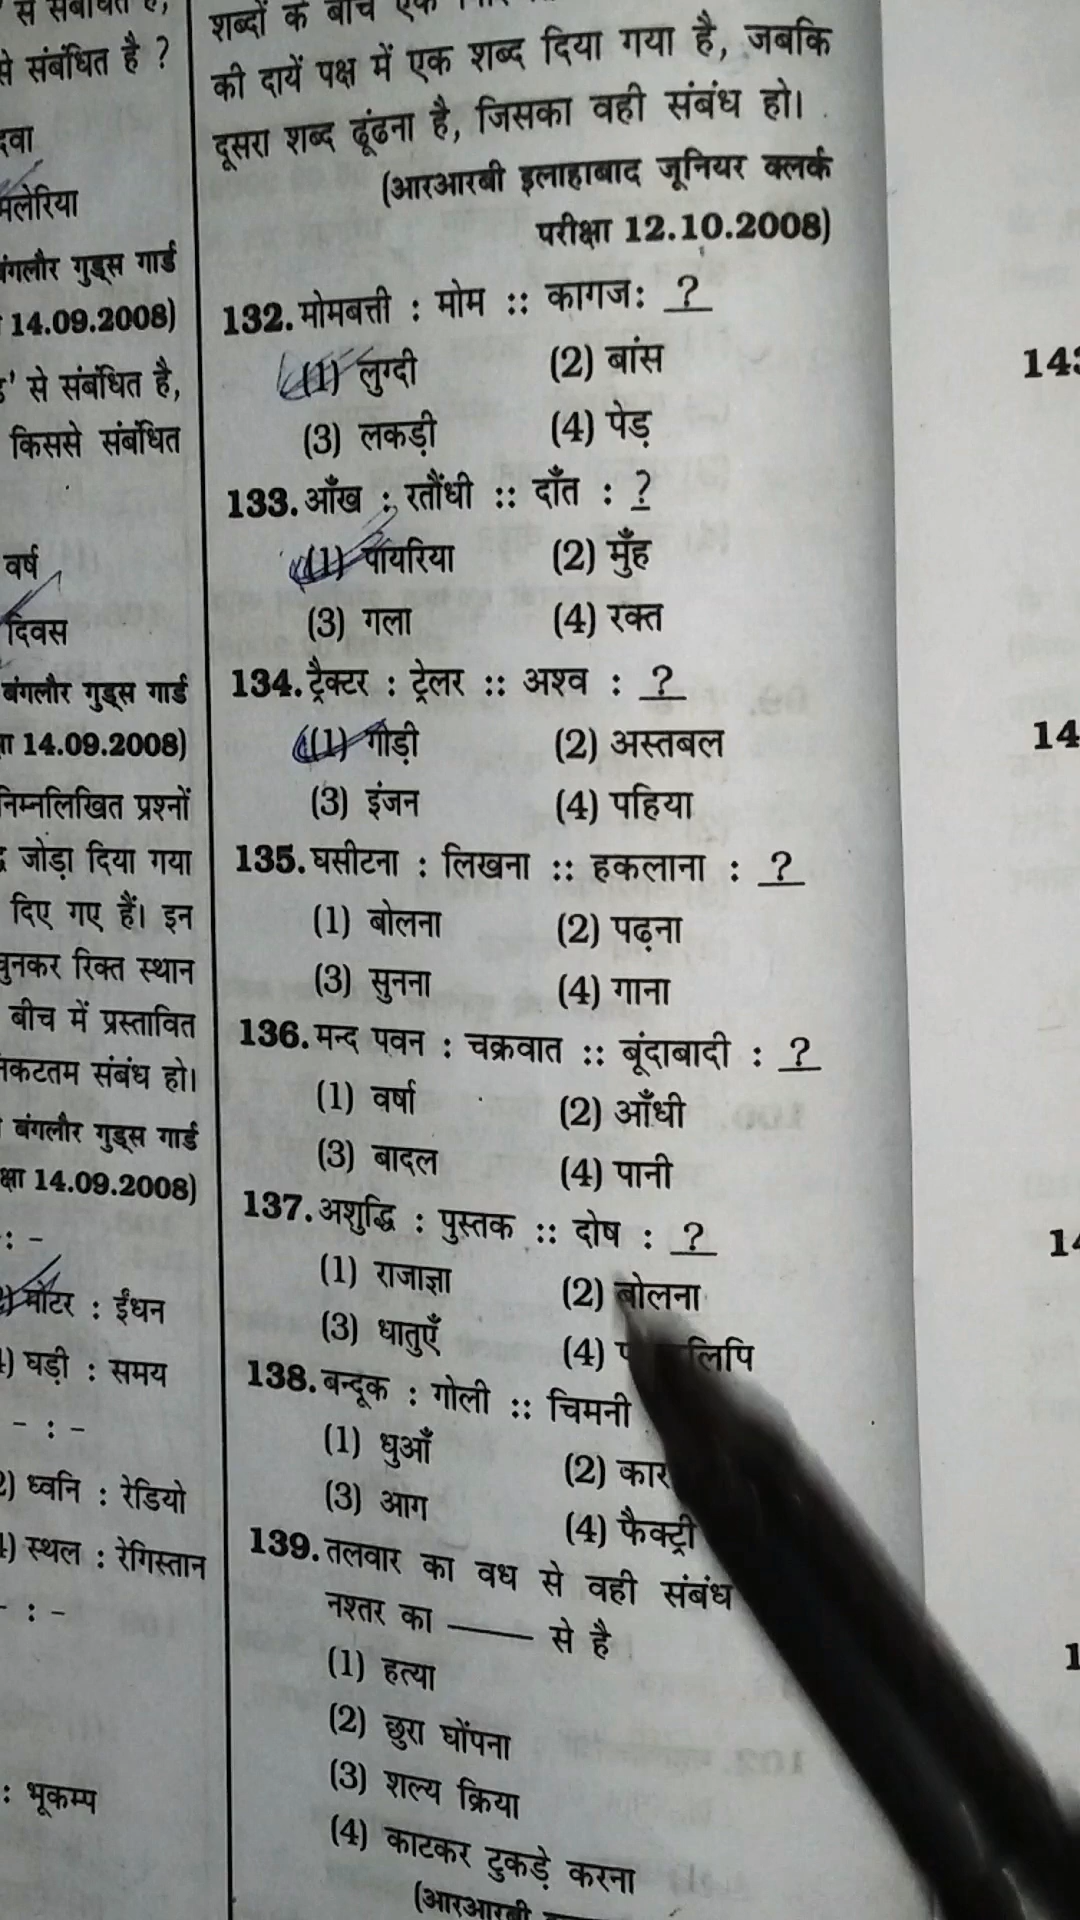 से संबंधित है ?
दवा
मलेरिया
बंगलौर गुड्स गार्ड
14.09.2008)
' से संबंधित है,
किससे संबंधित
वर्ष
दिवस
बंगलौर गुड्स गार्ड
14.09.2008)
निम्नलिखित प्रश्नों
जोड़ा दिया गया
दिए गए हैं। इन
चुनकर रिक्त स्थान
बीच में प्रस्तावित
निकटतम संबंध हो।
बंगलौर गुड्स गार्ड
14.09.2008)
: -
मोटर : ईंधन
घड़ी : समय
- : -
ध्वनि : रेडियो
स्थल : रेगिस्तान
- : -
: भूकम्प
शब्दों के बीच एक
की दायें पक्ष में एक शब्द दिया गया है, जबकि
दूसरा शब्द ढूंढना है, जिसका वही संबंध हो।
(आरआरबी इलाहाबाद जूनियर क्लर्क
परीक्षा 12.10.2008)
132. मोमबत्ती : मोम :: कागज: ?
(1) लुग्दी (2) बांस
(3) लकड़ी (4) पेड़
133. आँख : रतौंधी :: दाँत : ?
(1) पायरिया (2) मुँह
(3) गला (4) रक्त
134. ट्रैक्टर : ट्रेलर :: अश्व : ?
(1) गाड़ी (2) अस्तबल
(3) इंजन (4) पहिया
135. घसीटना : लिखना :: हकलाना : ?
(1) बोलना (2) पढ़ना
(3) सुनना (4) गाना
136. मन्द पवन : चक्रवात :: बूंदाबादी : ?
(1) वर्षा (2) आँधी
(3) बादल (4) पानी
137. अशुद्धि : पुस्तक :: दोष : ?
(1) राजाज्ञा (2) बोलना
(3) धातुएँ (4)
138. बन्दूक : गोली :: चिमनी
(1) धुआँ (2) कार
(3) आग (4) फैक्ट्री
139. तलवार का वध से वही संबंध
नश्तर का —— से है
(1) हत्या
(2) छुरा घोंपना
(3) शल्य क्रिया
(4) काटकर टुकड़े करना
(आरआरबी